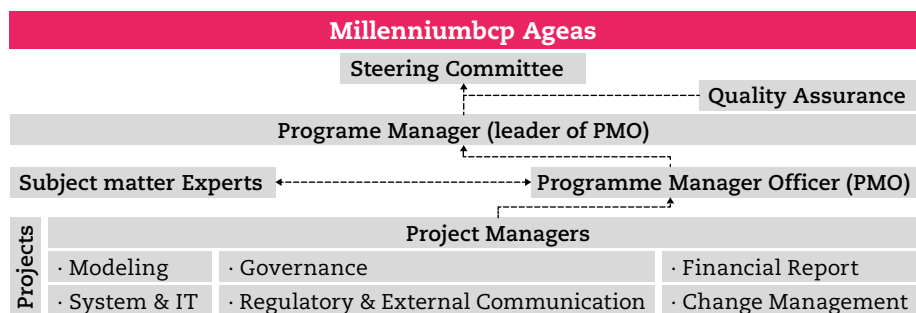 Millenniumbcp Ageas
Steering Committee
Quality Assurance
Programe Manager (leader of PMO)
Subject matter Experts
Programme Manager Officer (PMO)
Projects
Project Managers
· Modeling
· Governance
· Financial Report
· System & IT
· Regulatory & External Communication
· Change Management